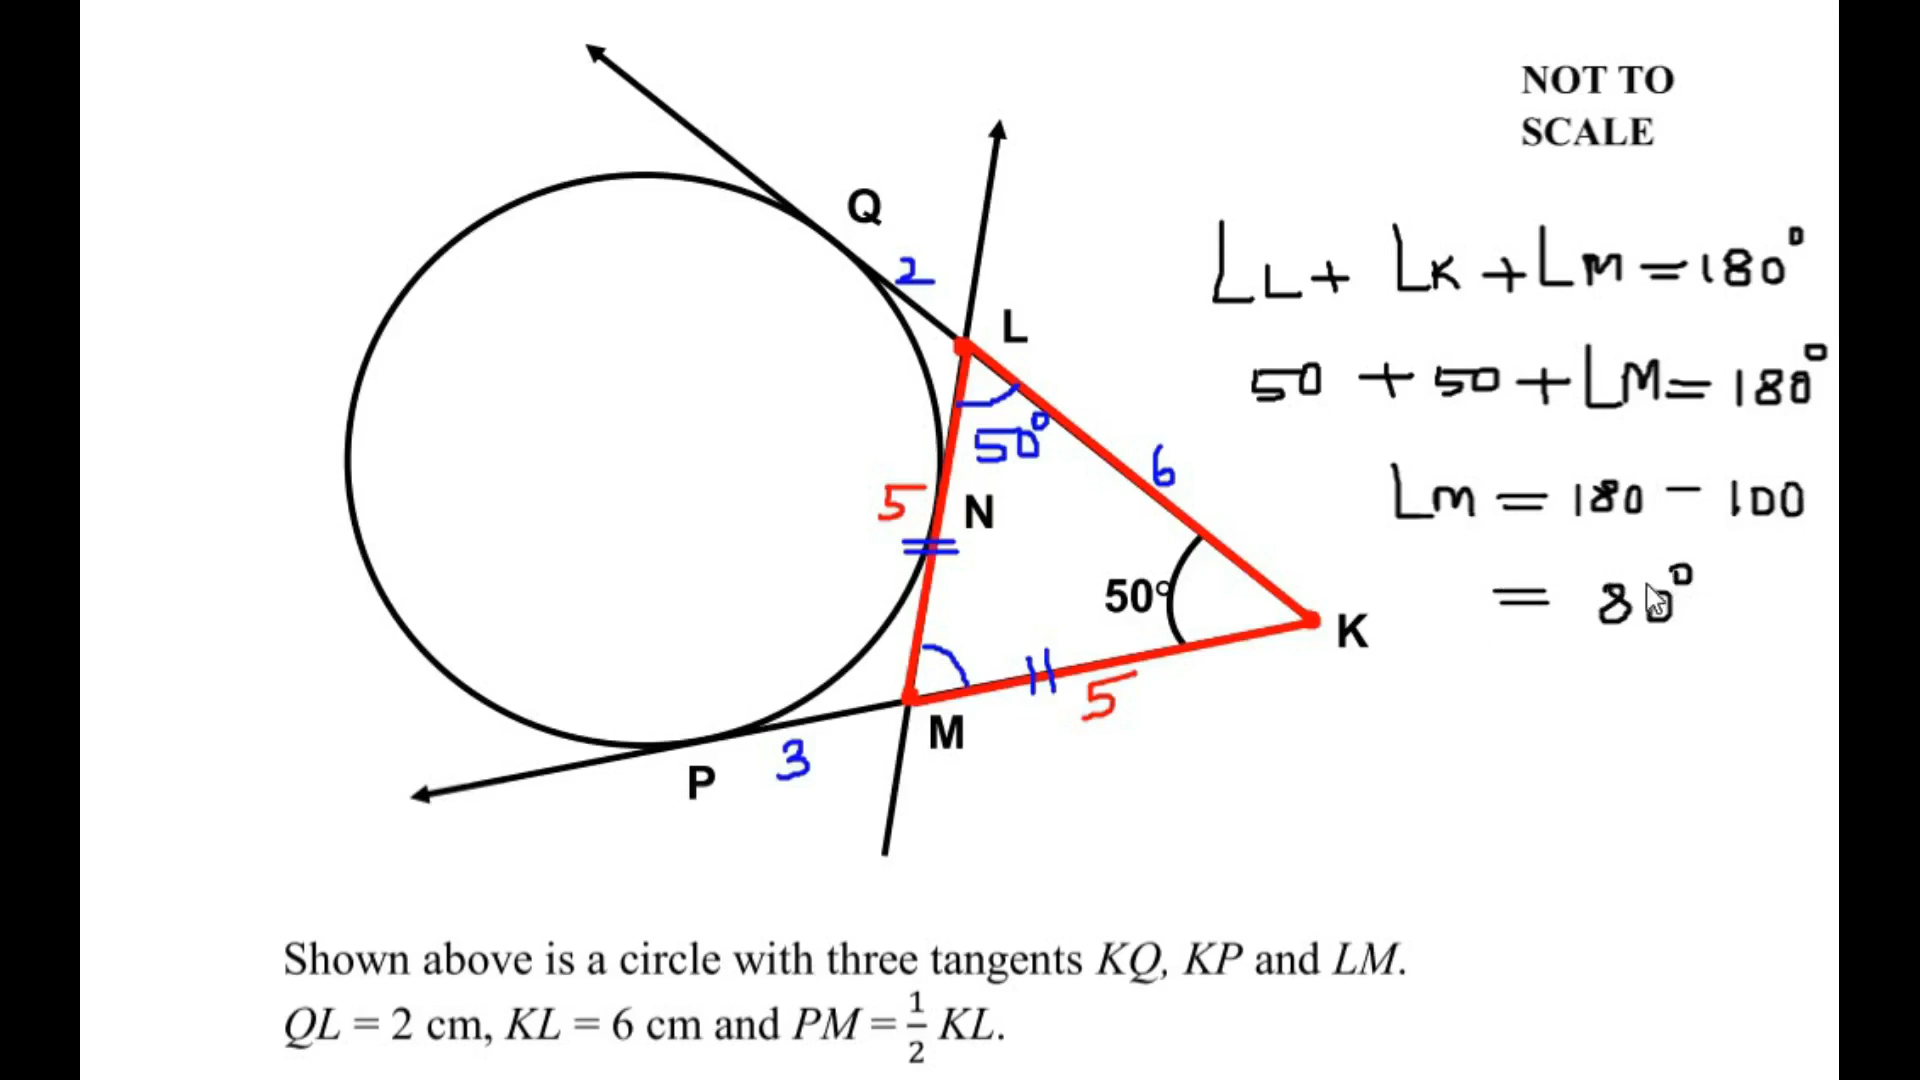 NOT TO
SCALE
Q
2
L
∠L + ∠K + ∠M = 180°
50 + 50 + ∠M = 180°
50°
6
5
N
∠M = 180 - 100
50°
= 80°
K
5
M
3
P
Shown above is a circle with three tangents KQ, KP and LM.
QL = 2 cm, KL = 6 cm and PM = 1/2 KL.